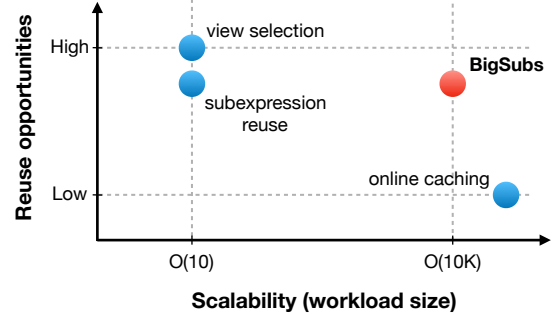 Reuse opportunities
High
Low
view selection
subexpression
reuse
BigSubs
online caching
O(10)
O(10K)
Scalability (workload size)